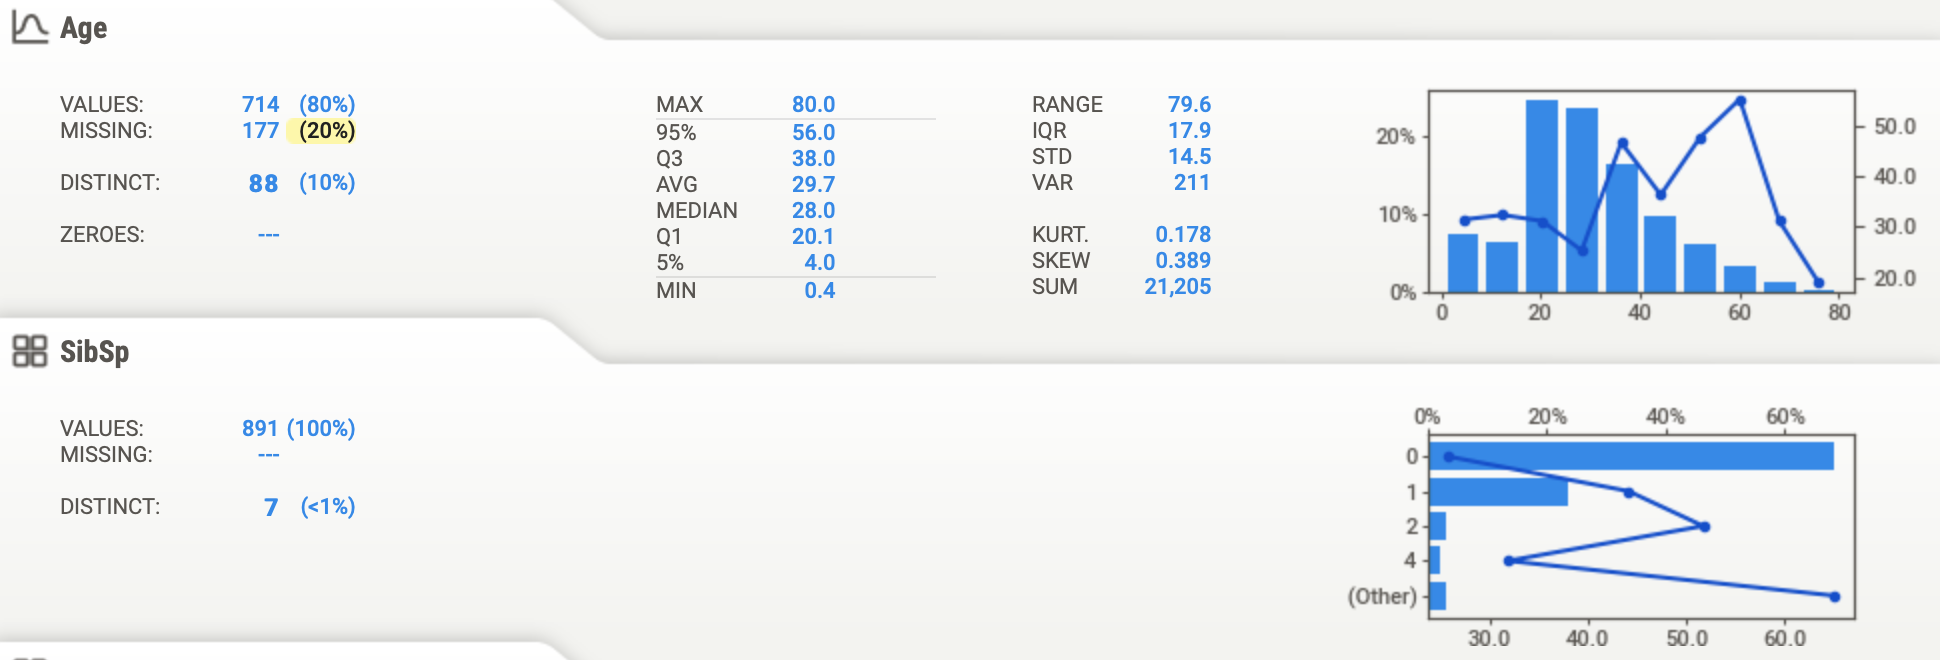 Age
VALUES: 714 (80%)
MISSING: 177 (20%)
DISTINCT: 88 (10%)
ZEROES: ---
MAX 80.0
95% 56.0
Q3 38.0
AVG 29.7
MEDIAN 28.0
Q1 20.1
5% 4.0
MIN 0.4
RANGE 79.6
IQR 17.9
STD 14.5
VAR 211
KURT. 0.178
SKEW 0.389
SUM 21,205
20% 50.0
40.0
10% 30.0
0% 20.0
0 20 40 60 80
SibSp
VALUES: 891 (100%)
MISSING: ---
DISTINCT: 7 (<1%)
0% 20% 40% 60%
0
1
2
4
(Other)
30.0 40.0 50.0 60.0